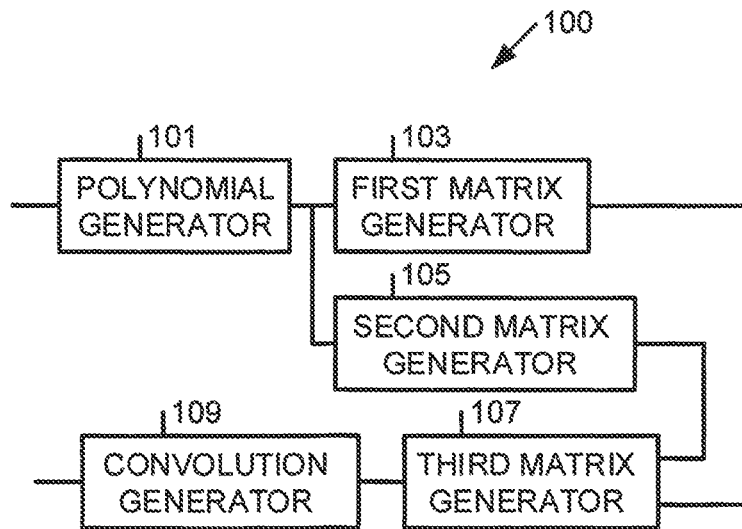 100
101
POLYNOMIAL
GENERATOR
103
FIRST MATRIX
GENERATOR
105
SECOND MATRIX
GENERATOR
109
CONVOLUTION
GENERATOR
107
THIRD MATRIX
GENERATOR